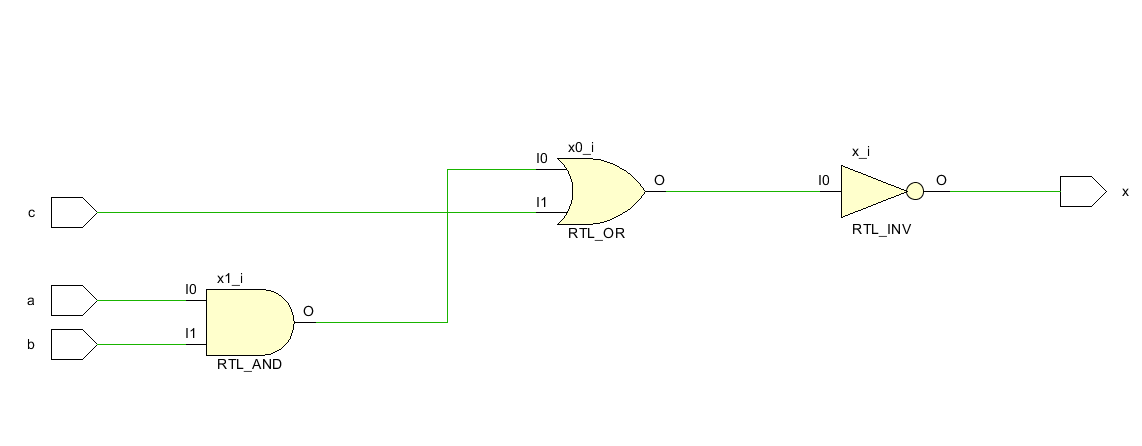 x0_i
I0
x_i
O
I0
O
c
I1
x
RTL_OR
RTL_INV
x1_i
I0
a
O
I1
b
RTL_AND